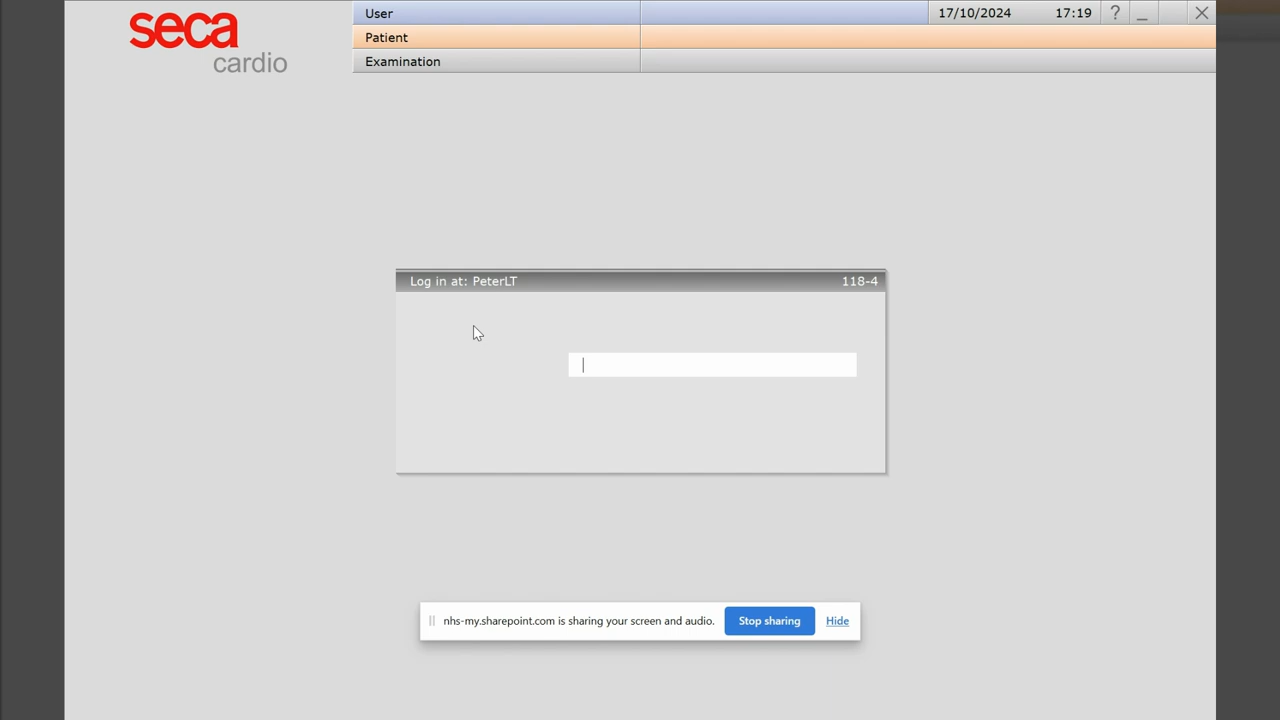 seca
cardio
User
17/10/2024 17:19 ? _
Patient
Examination
Log in at: PeterLT 118-4
nhs-my.sharepoint.com is sharing your screen and audio. Stop sharing Hide